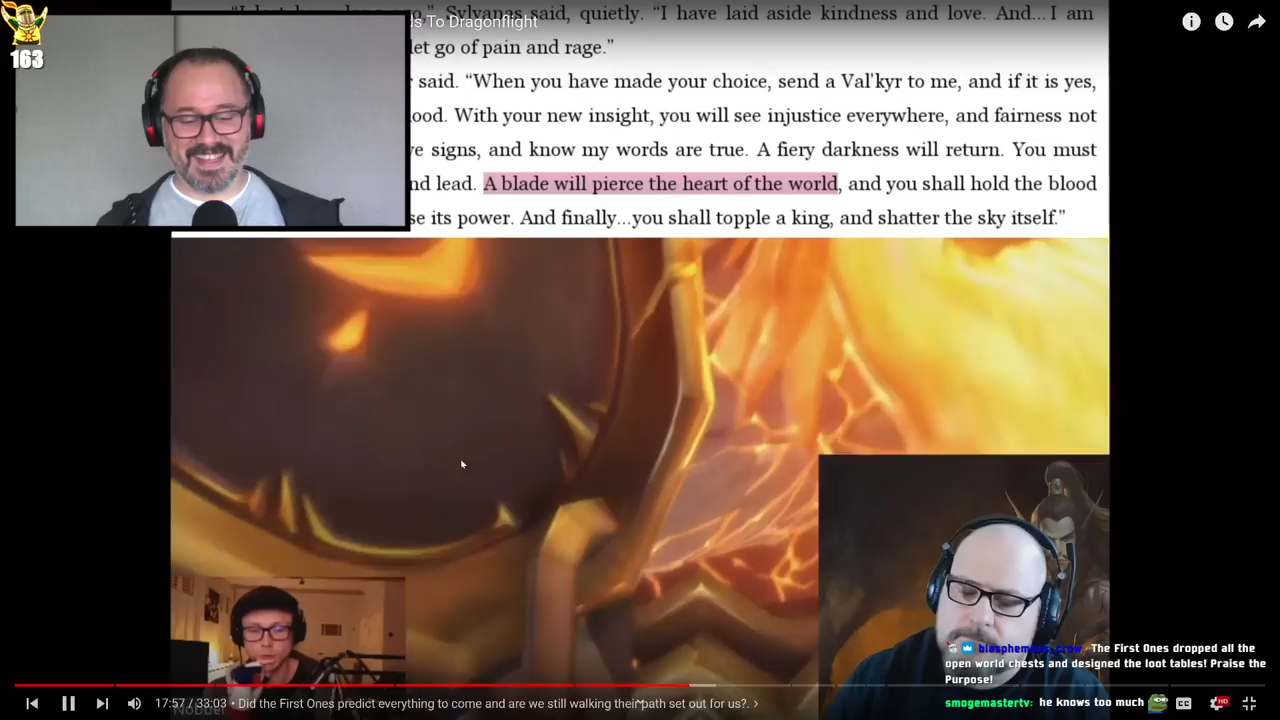 s To Dragonflight
163
Sylvanas said, quietly. “I have laid aside kindness and love. And…I am
let go of pain and rage.”
said. “When you have made your choice, send a Val’kyr to me, and if it is yes,
ood. With your new insight, you will see injustice everywhere, and fairness not
e signs, and know my words are true. A fiery darkness will return. You must
nd lead. A blade will pierce the heart of the world, and you shall hold the blood
se its power. And finally…you shall topple a king, and shatter the sky itself.”
blasphemous_crow: The First Ones dropped all the
open world chests and designed the loot tables! Praise the
Purpose!
smogemastertv: he knows too much
17:57 / 33:03 • Did the First Ones predict everything to come and are we still walking their path set out for us?. >
CC
HD
Nobbel